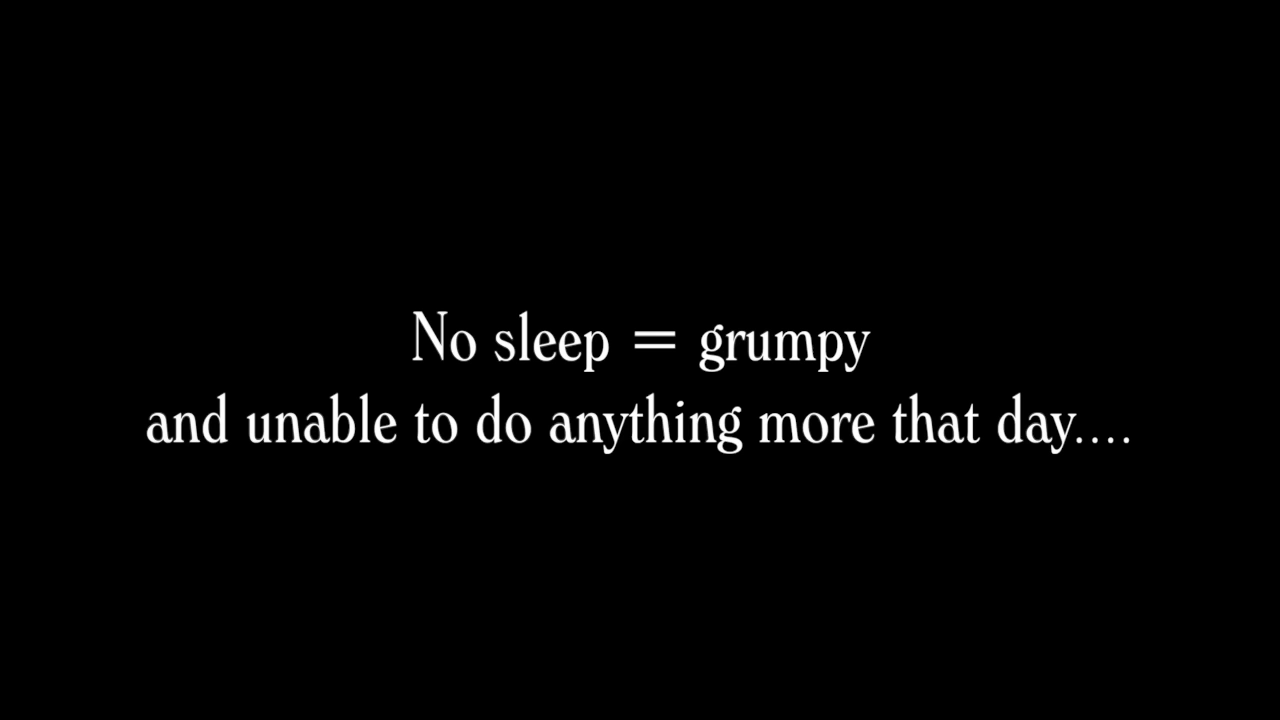 No sleep = grumpy
and unable to do anything more that day....